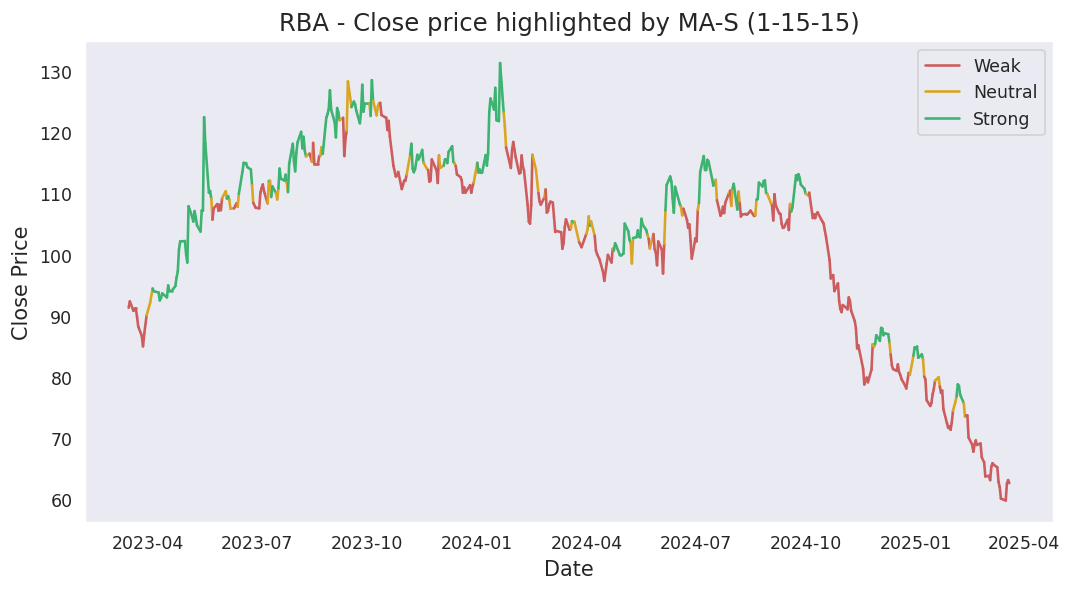 RBA - Close price highlighted by MA-S (1-15-15)
Weak
Neutral
Strong
130
120
110
100
90
80
70
60
Close Price
2023-04 2023-07 2023-10 2024-01 2024-04 2024-07 2024-10 2025-01 2025-04
Date